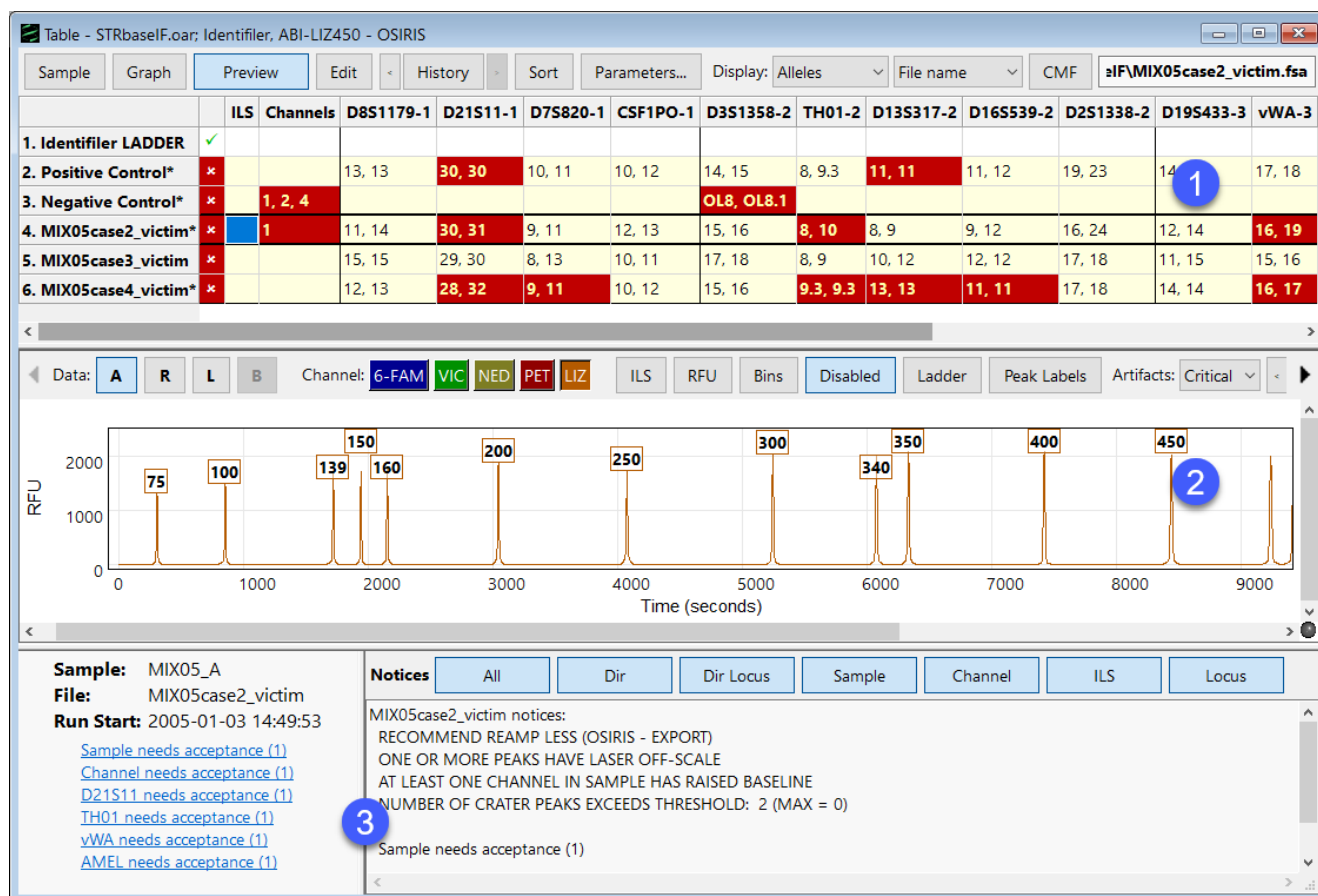 Table - STRbaseIF.oar; Identifiler, ABI-LIZ450 - OSIRIS
Sample Graph Preview Edit < History > Sort Parameters... Display: Alleles File name CMF eIF\MIX05case2_victim.fsa
ILS Channels D8S1179-1 D21S11-1 D7S820-1 CSF1PO-1 D3S1358-2 TH01-2 D13S317-2 D16S539-2 D2S1338-2 D19S433-3 vWA-3
1. Identifiler LADDER ✓
2. Positive Control* × 13, 13 30, 30 10, 11 10, 12 14, 15 8, 9.3 11, 11 11, 12 19, 23 14 1 17, 18
3. Negative Control* × 1, 2, 4 OL8, OL8.1
4. MIX05case2_victim* × 1 11, 14 30, 31 9, 11 12, 13 15, 16 8, 10 8, 9 9, 12 16, 24 12, 14 16, 19
5. MIX05case3_victim × 15, 15 29, 30 8, 13 10, 11 17, 18 8, 9 10, 12 12, 12 17, 18 11, 15 15, 16
6. MIX05case4_victim* × 12, 13 28, 32 9, 11 10, 12 15, 16 9.3, 9.3 13, 13 11, 11 17, 18 14, 14 16, 17
Data: A R L B Channel: 6-FAM VIC NED PET LIZ ILS RFU Bins Disabled Ladder Peak Labels Artifacts: Critical <
150 300 350 400 450
200
75 100 139 160 250 340
2
2000
1000
0
RFU
0 1000 2000 3000 4000 5000 6000 7000 8000 9000
Time (seconds)
Sample: MIX05_A
File: MIX05case2_victim
Run Start: 2005-01-03 14:49:53
Sample needs acceptance (1)
Channel needs acceptance (1)
D21S11 needs acceptance (1)
TH01 needs acceptance (1)
vWA needs acceptance (1)
AMEL needs acceptance (1)
3
Notices All Dir Dir Locus Sample Channel ILS Locus
MIX05case2_victim notices:
RECOMMEND REAMP LESS (OSIRIS - EXPORT)
ONE OR MORE PEAKS HAVE LASER OFF-SCALE
AT LEAST ONE CHANNEL IN SAMPLE HAS RAISED BASELINE
NUMBER OF CRATER PEAKS EXCEEDS THRESHOLD: 2 (MAX = 0)
Sample needs acceptance (1)